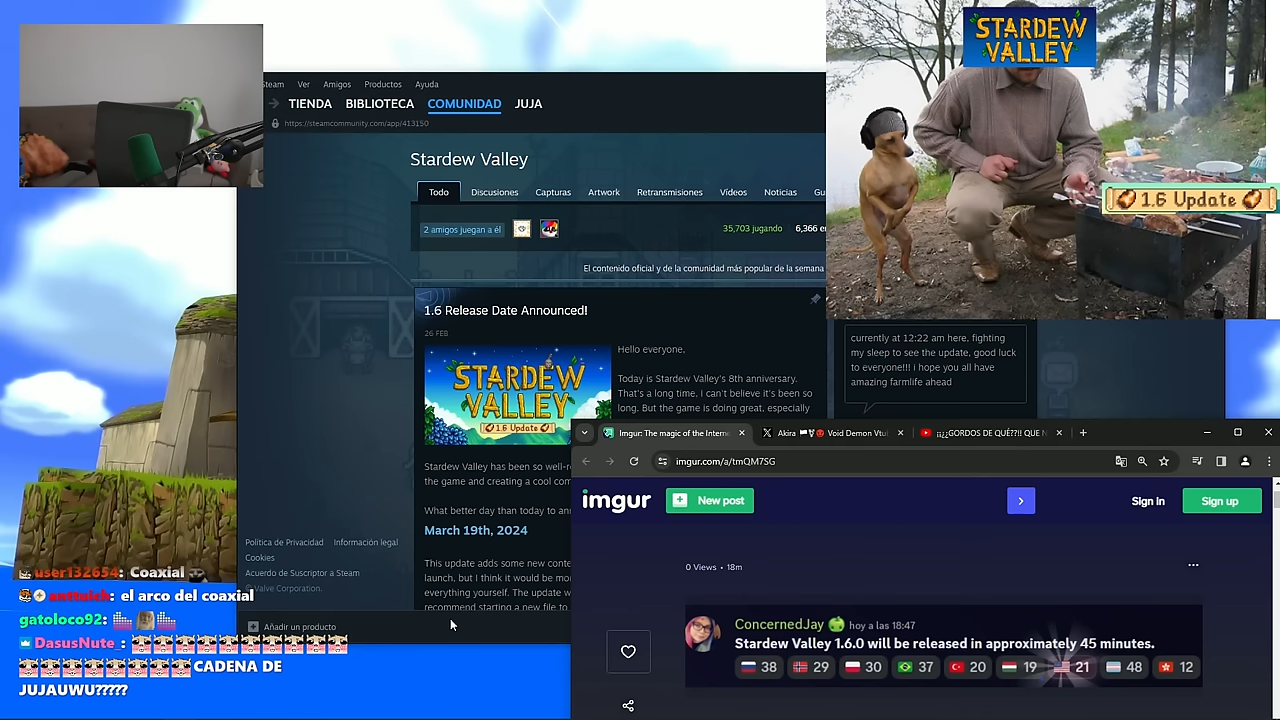 Steam Ver Amigos Productos Ayuda
TIENDA BIBLIOTECA COMUNIDAD JUJA
https://steamcommunity.com/app/413150
Stardew Valley
Todo Discusiones Capturas Artwork Retransmisiones Vídeos Noticias Gu
2 amigos juegan a él
35,703 jugando 6,366 e
El contenido oficial y de la comunidad más popular de la semana
1.6 Release Date Announced!
26 FEB
STARDEW
VALLEY
1.6 Update
Hello everyone,
Today is Stardew Valley's 8th anniversary.
That's a long time, i can't believe it's been so
long. But the game is doing great, especially
Stardew Valley has been so well-r
the game and creating a cool com
What better day than today to an
March 19th, 2024
This update adds some new conte
launch, but I think it would be mo
everything yourself. The update w
recommend starting a new file to
Política de Privacidad Información legal
Cookies
Acuerdo de Suscriptor a Steam
© Valve Corporation.
Añadir un producto
STARDEW
VALLEY
1.6 Update
currently at 12:22 am here, fighting
my sleep to see the update, good luck
to everyone!!! i hope you all have
amazing farmlife ahead
Imgur: The magic of the Interne
Akira Void Demon Vtu
¡¡¿¿GORDOS DE QUÉ??!! QUE N
imgur.com/a/tmQM7SG
imgur New post Sign in Sign up
0 Views • 18m
ConcernedJay hoy a las 18:47
Stardew Valley 1.6.0 will be released in approximately 45 minutes.
38 29 30 37 20 19 21 48 12
user132654: Coaxial
: el arco del coaxial
gatoloco92:
DasusNute_:
CADENA DE
JUJAUWU?????